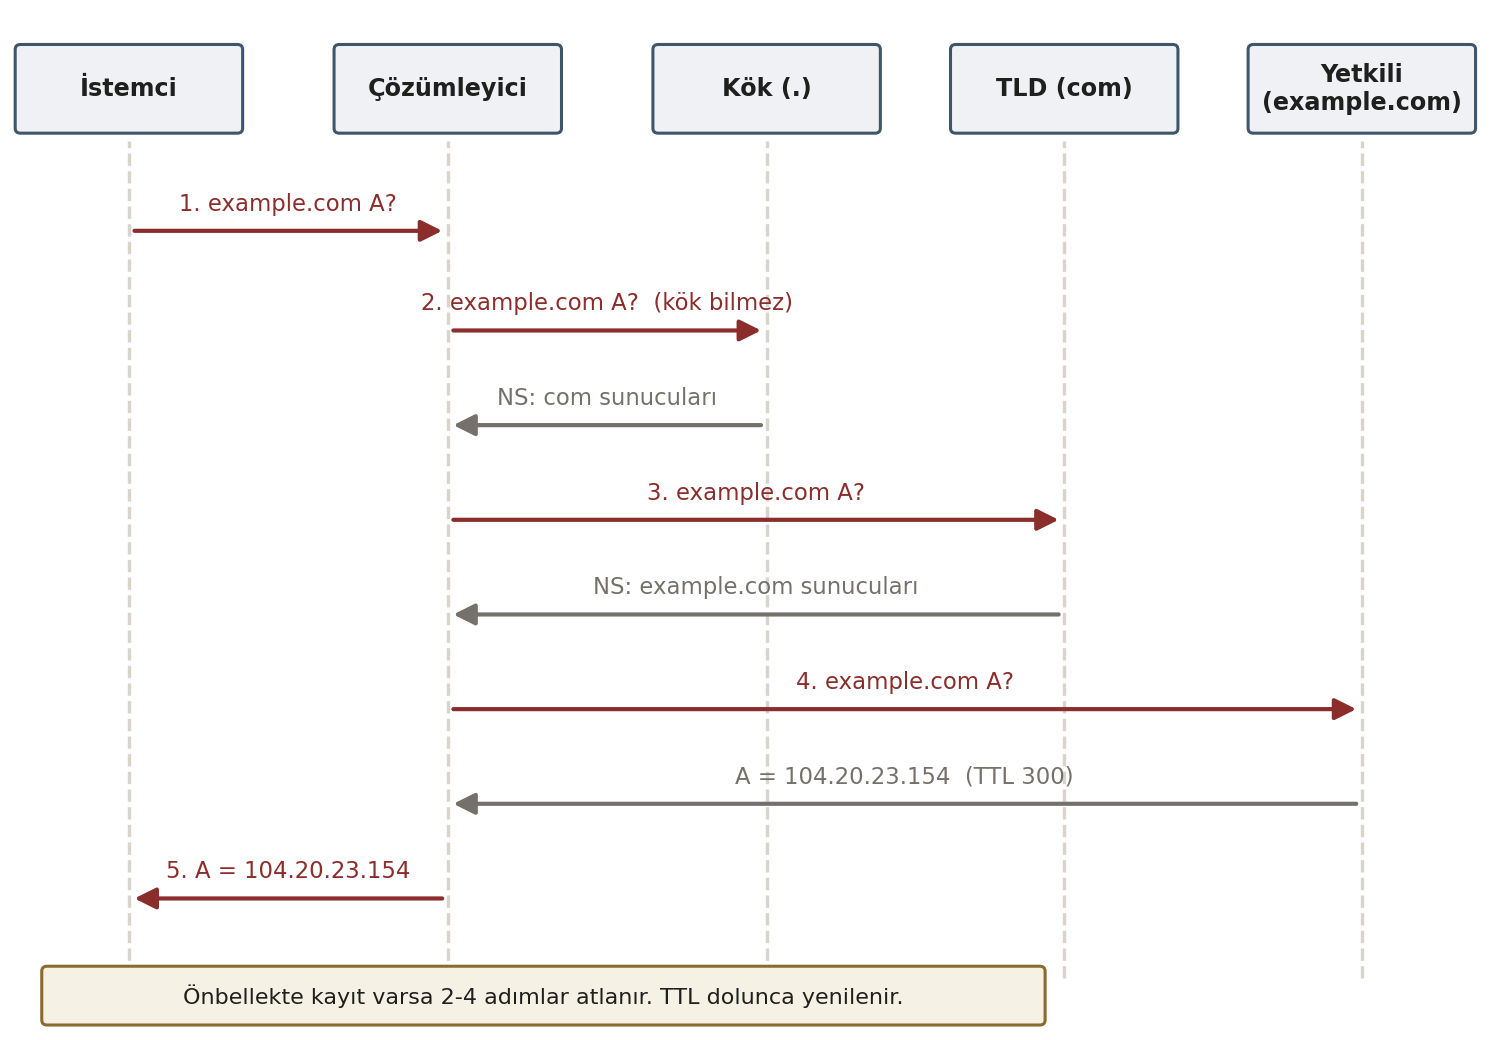 İstemci
Çözümleyici
Kök (.)
TLD (com)
Yetkili
(example.com)
1. example.com A?
2. example.com A?  (kök bilmez)
NS: com sunucuları
3. example.com A?
NS: example.com sunucuları
4. example.com A?
A = 104.20.23.154  (TTL 300)
5. A = 104.20.23.154
Önbellekte kayıt varsa 2-4 adımlar atlanır. TTL dolunca yenilenir.